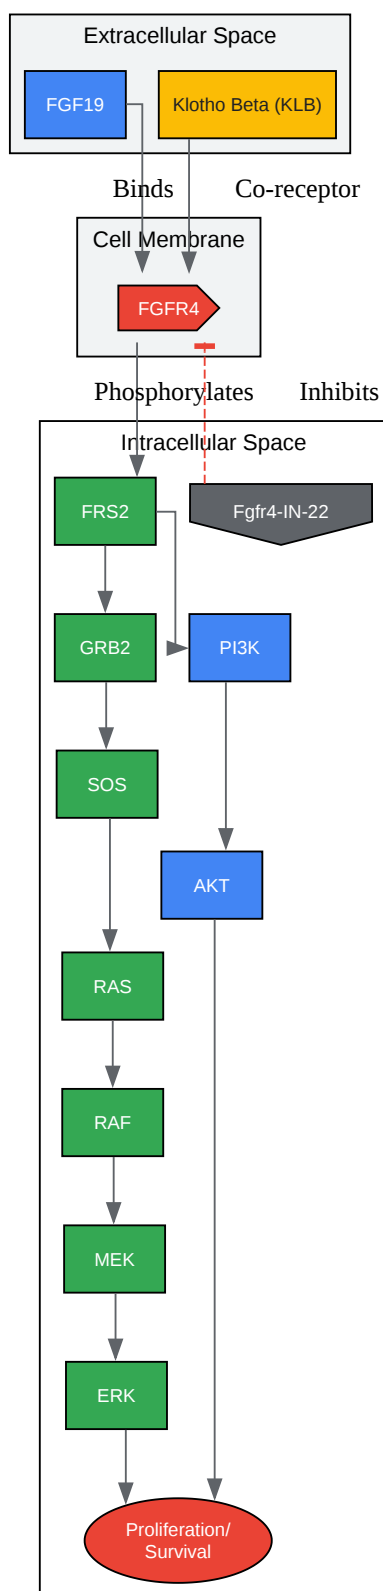 Extracellular Space
FGF19
Klotho Beta (KLB)
Binds
Co-receptor
Cell Membrane
FGFR4
Phosphorylates
Inhibits
Intracellular Space
FRS2
Fgfr4-IN-22
GRB2
PI3K
SOS
AKT
RAS
RAF
MEK
ERK
Proliferation/
Survival